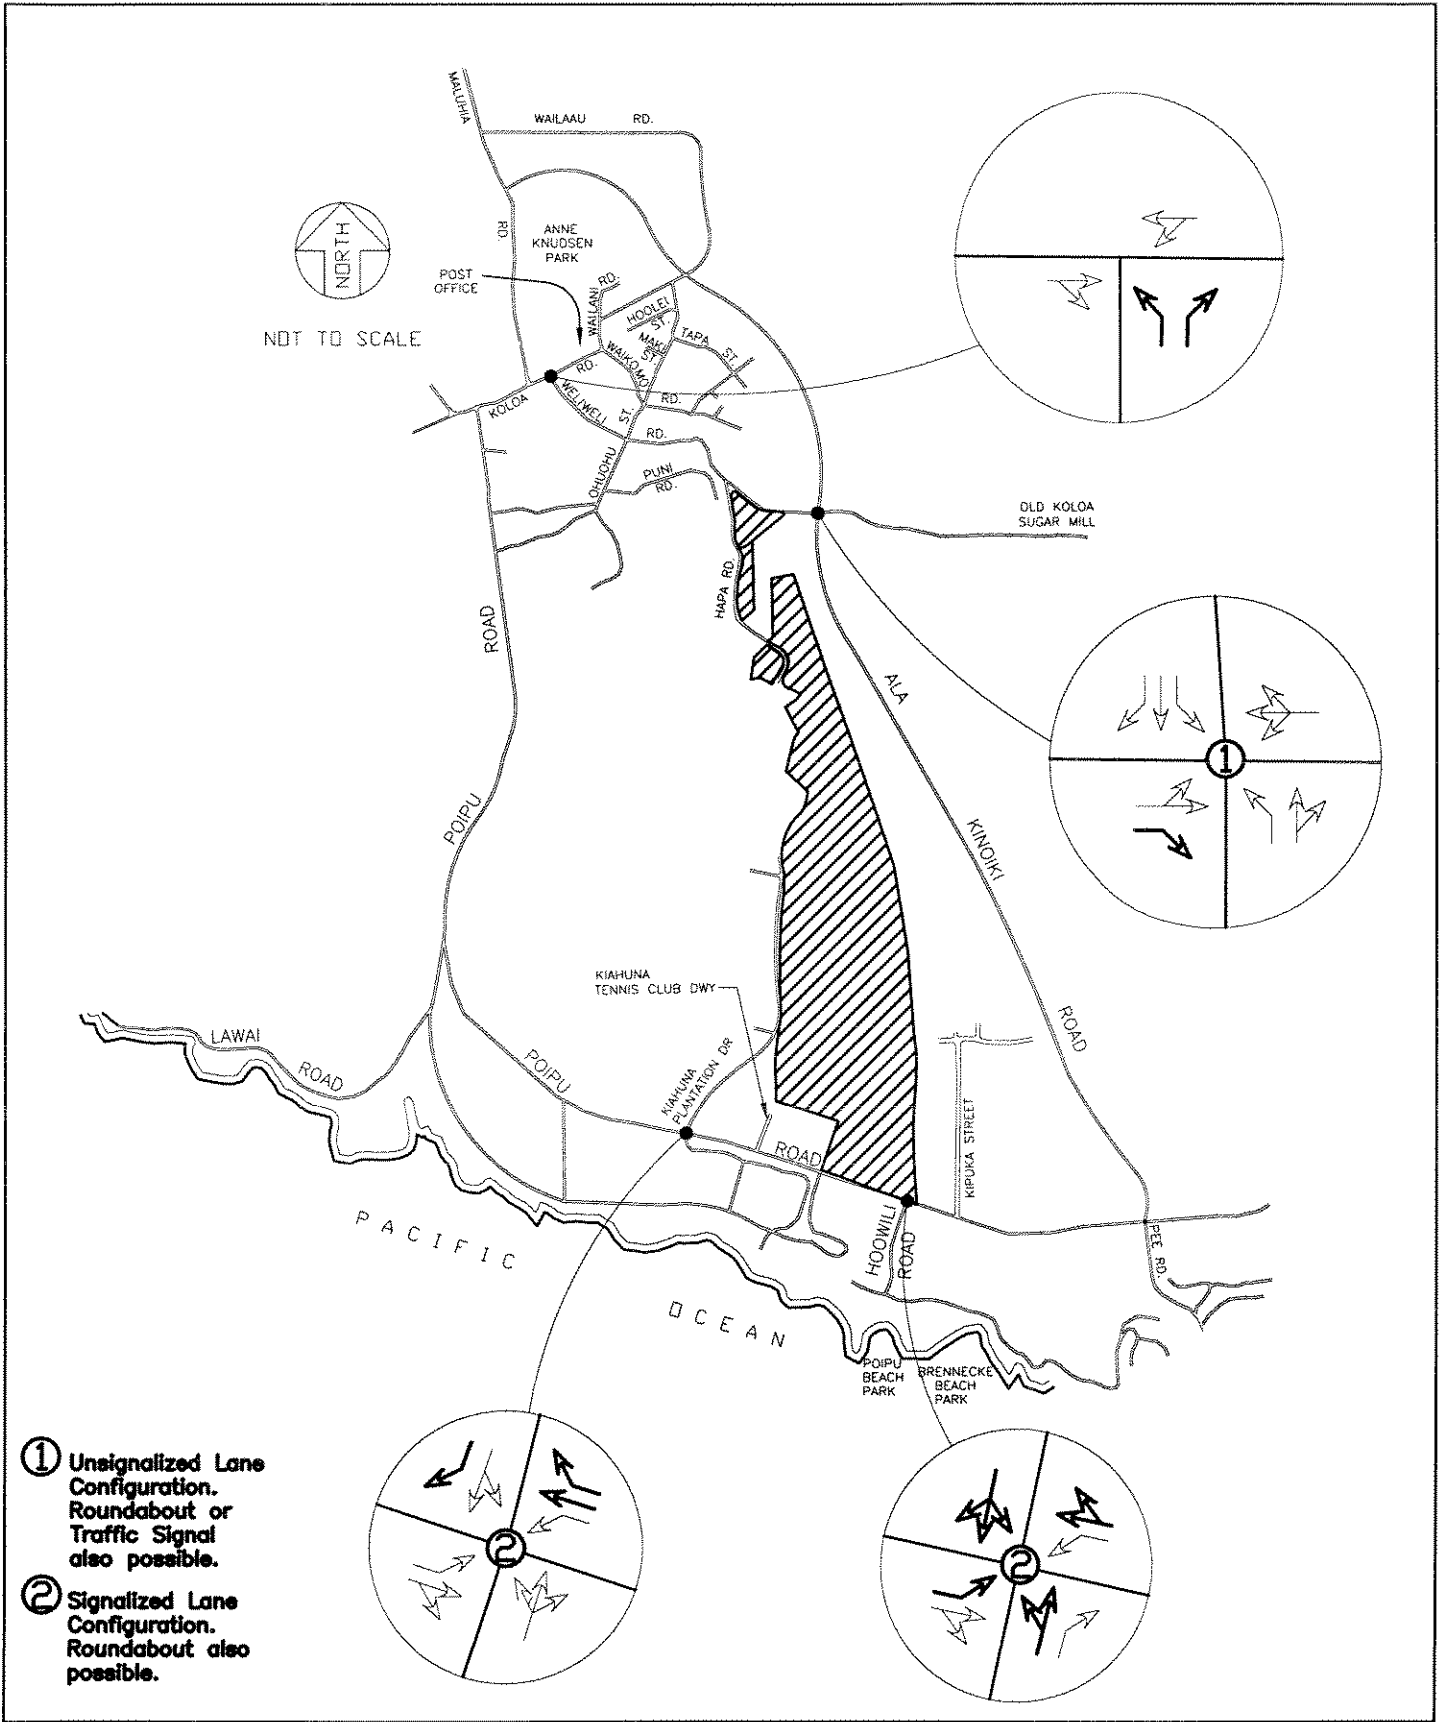 MALUHIA
RD.
WAILAAU RD.
ANNE
KNUDSEN
PARK
NORTH
POST
OFFICE
NOT TO SCALE
WAILANI
RD.
HOOLEI
ST.
MAKI
ST.
TAPA
ST.
WAIKOMO
RD.
RD.
KOLOA
WELIWELI
RD.
OHUOHU
ST.
PUNI
RD.
OLD KOLOA
SUGAR MILL
HAPA RD.
ROAD
POIPU
ALA
KINOIKI
ROAD
1
KIAHUNA
TENNIS CLUB DWY
LAWAI
ROAD
POIPU
KIAHUNA
PLANTATION DR
ROAD
KIPUKA STREET
HOOWILI
ROAD
PEE RD.
PACIFIC
OCEAN
POIPU
BEACH
PARK
BRENNECKE
BEACH
PARK
2
2
1 Unsignalized Lane
Configuration.
Roundabout or
Traffic Signal
also possible.
2 Signalized Lane
Configuration.
Roundabout also
possible.